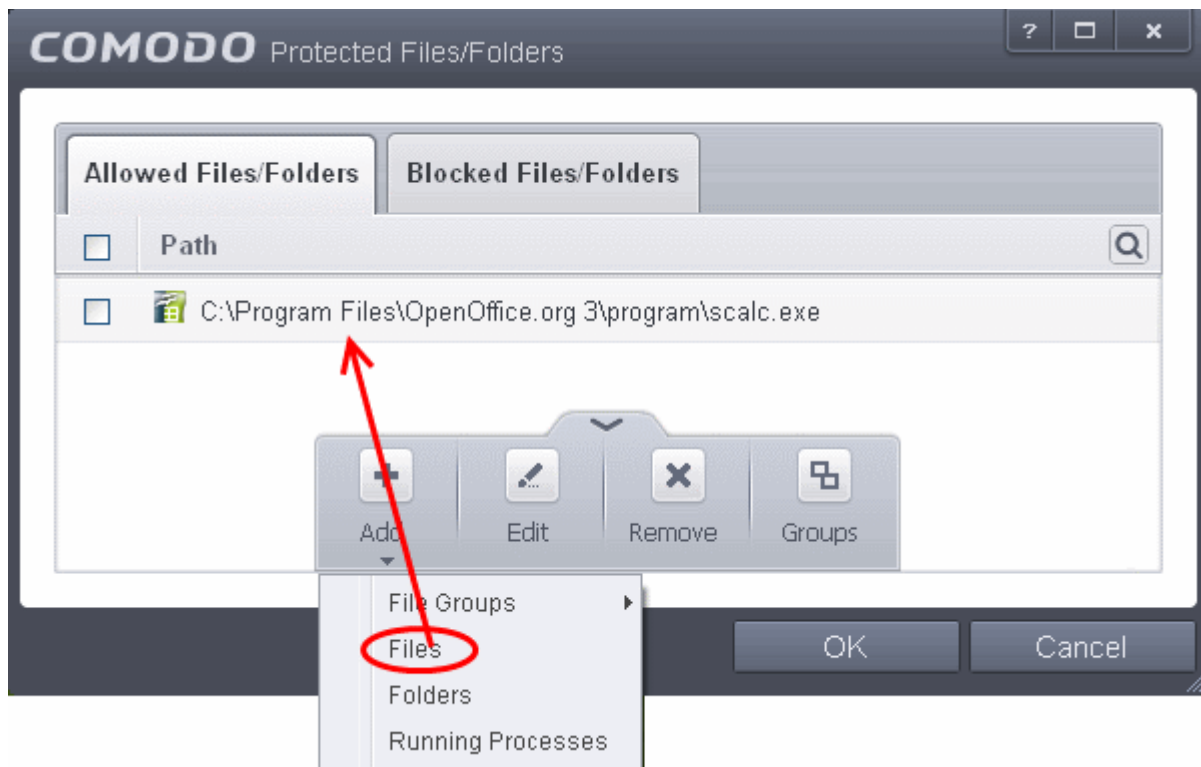 COMODO Protected Files/Folders
Allowed Files/Folders
Blocked Files/Folders
Path
C:\Program Files\OpenOffice.org 3\program\scalc.exe
Add
Edit
Remove
Groups
File Groups
Files
Folders
Running Processes
OK
Cancel